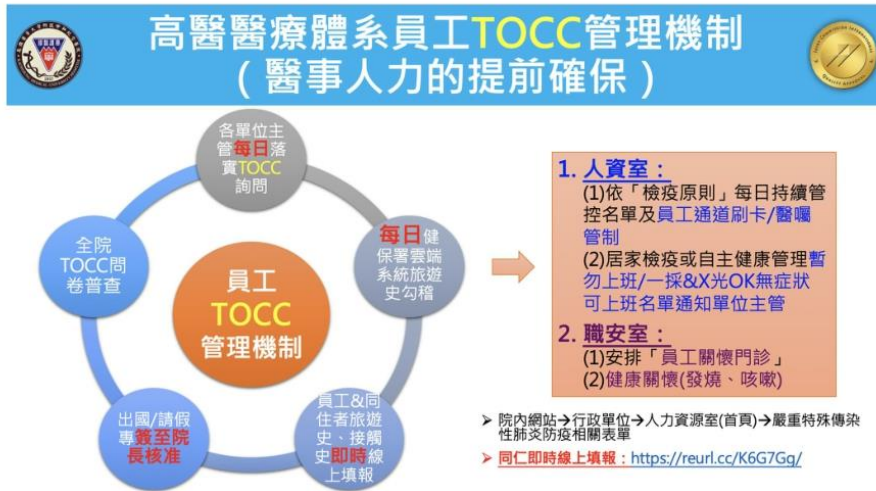 高醫醫療體系員工TOCC管理機制
(醫事人力的提前確保)
各單位主
管每日落
實TOCC
詢問
每日健
保署雲端
系統旅遊
史勾稽
員工&同
住者旅遊
史、接觸
史即時線
上填報
出國/請假
專簽至院
長核准
全院
TOCC問
卷普查
員工
TOCC
管理機制
1. 人資室:
(1)依「檢疫原則」每日持續管
控名單及員工通道刷卡/醫囑
管制
(2)居家檢疫或自主健康管理暫
勿上班/一採&X光OK無症狀
可上班名單通知單位主管
2. 職安室:
(1)安排「員工關懷門診」
(2)健康關懷(發燒、咳嗽)
➢ 院內網站→行政單位→人力資源室(首頁)→嚴重特殊傳染
性肺炎防疫相關表單
➢ 同仁即時線上填報:https://reurl.cc/K6G7Gq/